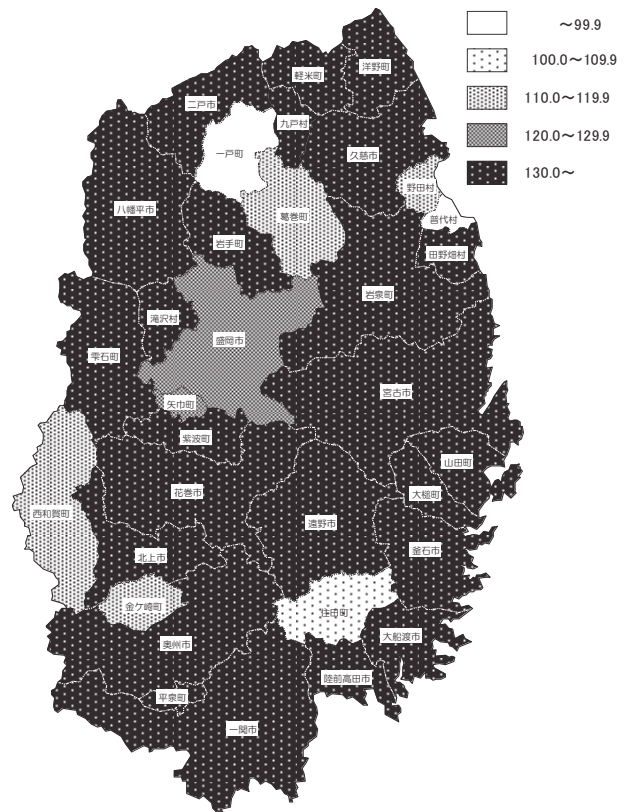 ～99.9
100.0～109.9
110.0～119.9
120.0～129.9
130.0～
洋野町
軽米町
二戸市
九戸村
一戸町
久慈市
野田村
八幡平市
葛巻町
普代村
岩手町
田野畑村
岩泉町
滝沢村
盛岡市
雫石町
宮古市
矢巾町
紫波町
山田町
花巻市
大槌町
西和賀町
遠野市
釜石市
北上市
金ケ崎町
住田町
大船渡市
奥州市
陸前高田市
平泉町
一関市